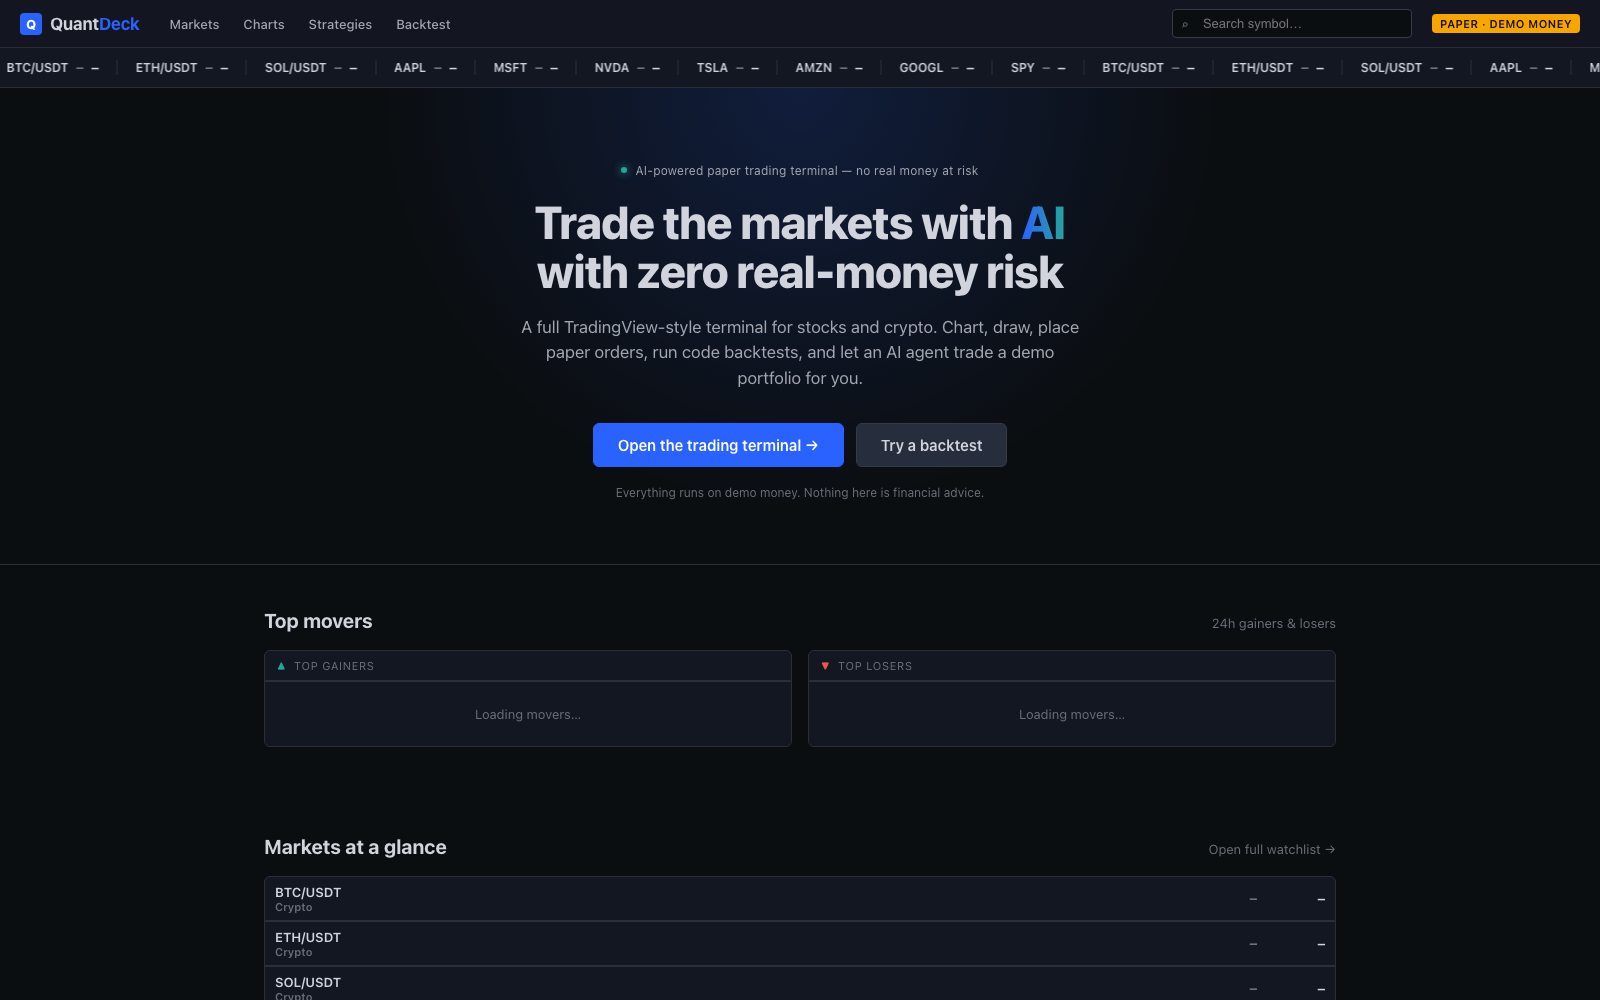 Q QuantDeck Markets Charts Strategies Backtest Search symbol... PAPER · DEMO MONEY
BTC/USDT — — ETH/USDT — — SOL/USDT — — AAPL — — MSFT — — NVDA — — TSLA — — AMZN — — GOOGL — — SPY — — BTC/USDT — — ETH/USDT — — SOL/USDT — — AAPL — — M
AI-powered paper trading terminal — no real money at risk
Trade the markets with AI
with zero real-money risk
A full TradingView-style terminal for stocks and crypto. Chart, draw, place
paper orders, run code backtests, and let an AI agent trade a demo
portfolio for you.
Open the trading terminal →
Try a backtest
Everything runs on demo money. Nothing here is financial advice.
Top movers
24h gainers & losers
▲ TOP GAINERS
Loading movers...
▼ TOP LOSERS
Loading movers...
Markets at a glance
Open full watchlist →
BTC/USDT — —
Crypto
ETH/USDT — —
Crypto
SOL/USDT — —
Crypto